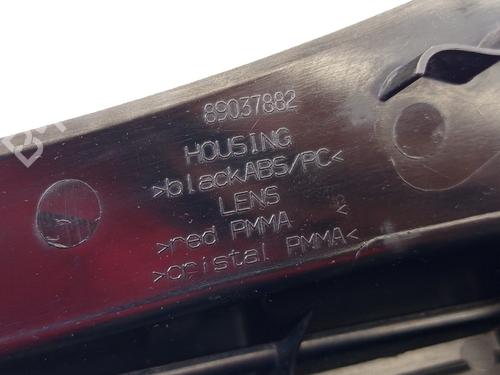 89037882
HOUSING
>blackABS/PC<
LENS
>red PMMA <
>cristal PMMA<